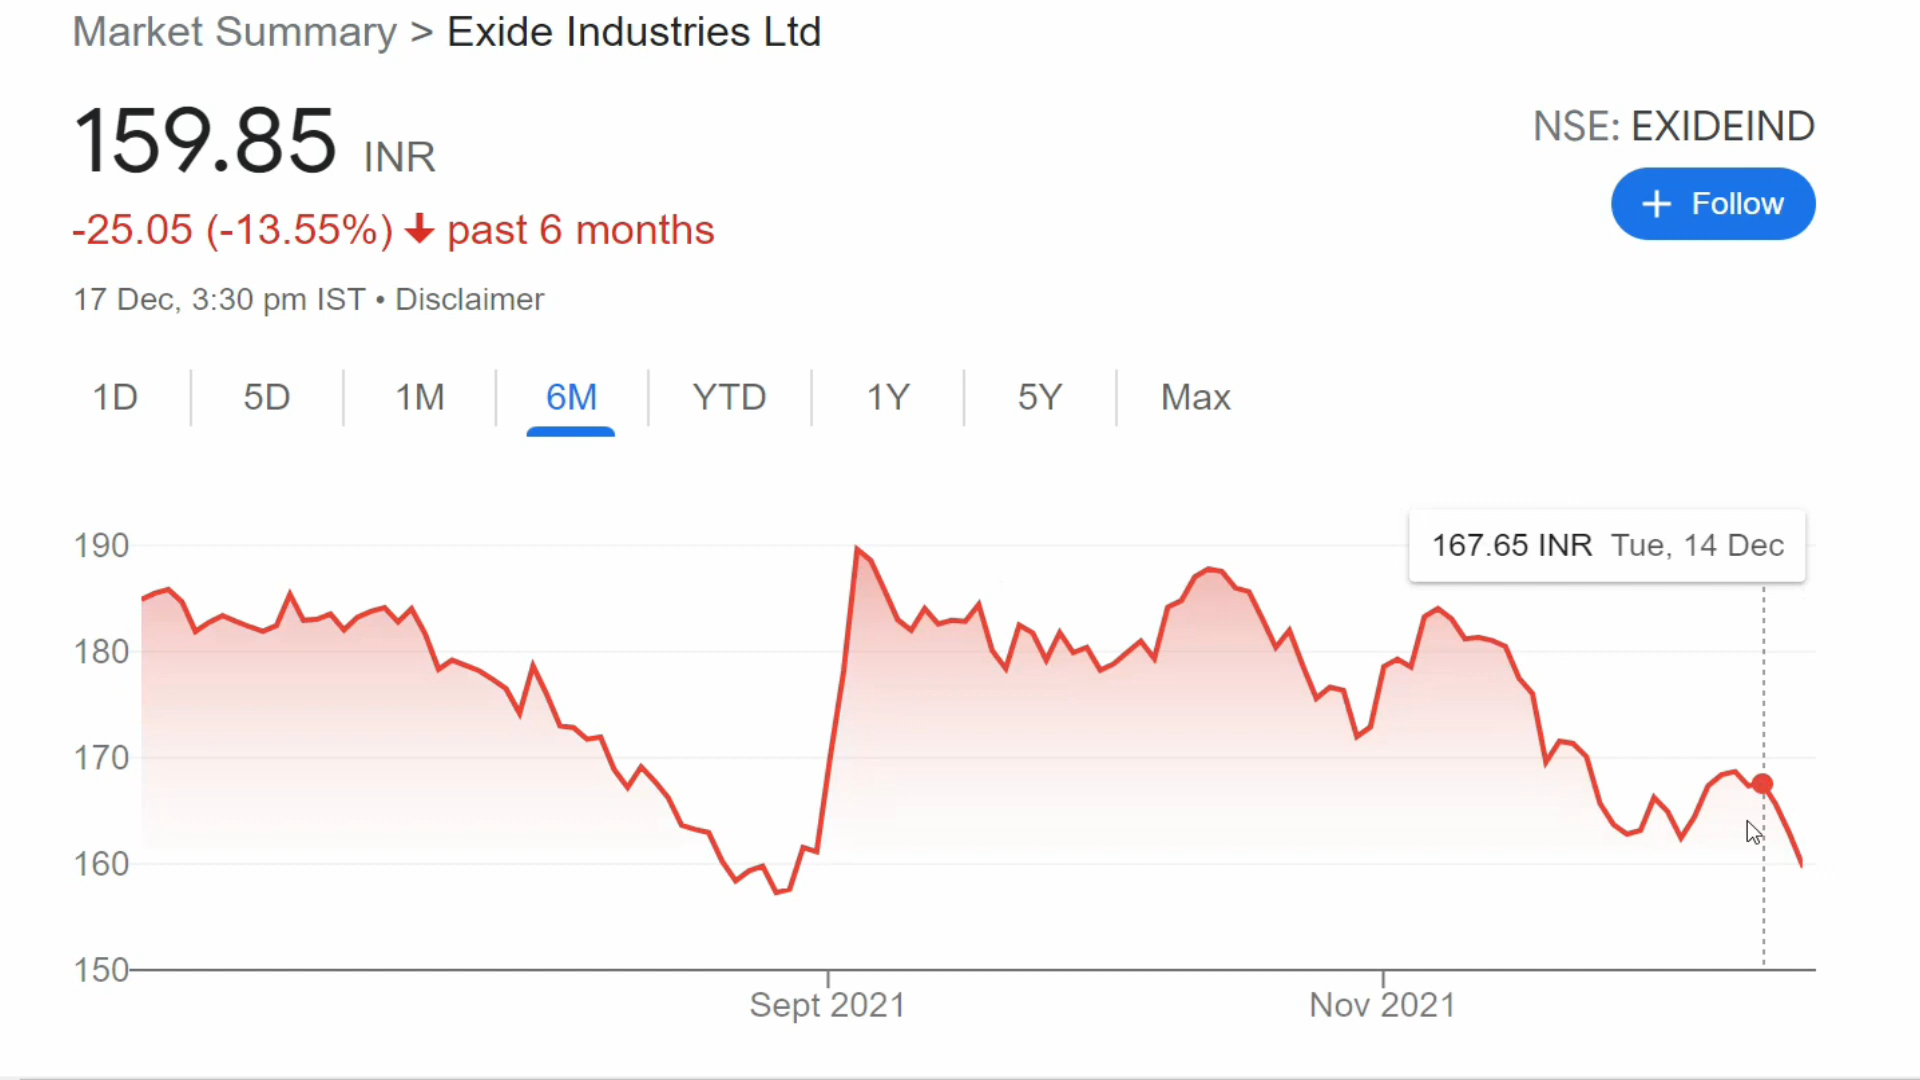 Market Summary > Exide Industries Ltd
159.85 INR
NSE: EXIDEIND
-25.05 (-13.55%) ↓ past 6 months
+ Follow
17 Dec, 3:30 pm IST • Disclaimer
1D 5D 1M 6M YTD 1Y 5Y Max
190
167.65 INR Tue, 14 Dec
180
170
160
150
Sept 2021 Nov 2021